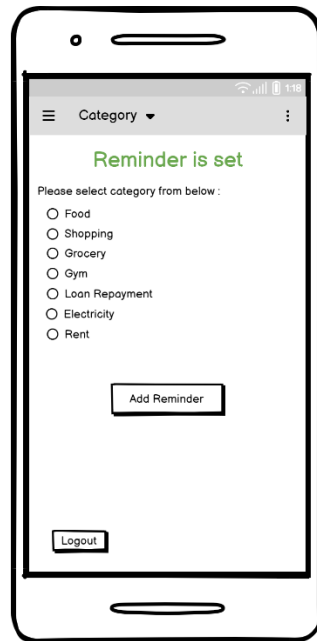 1:18
Category
Reminder is set
Please select category from below :
Food
Shopping
Grocery
Gym
Loan Repayment
Electricity
Rent
Add Reminder
Logout